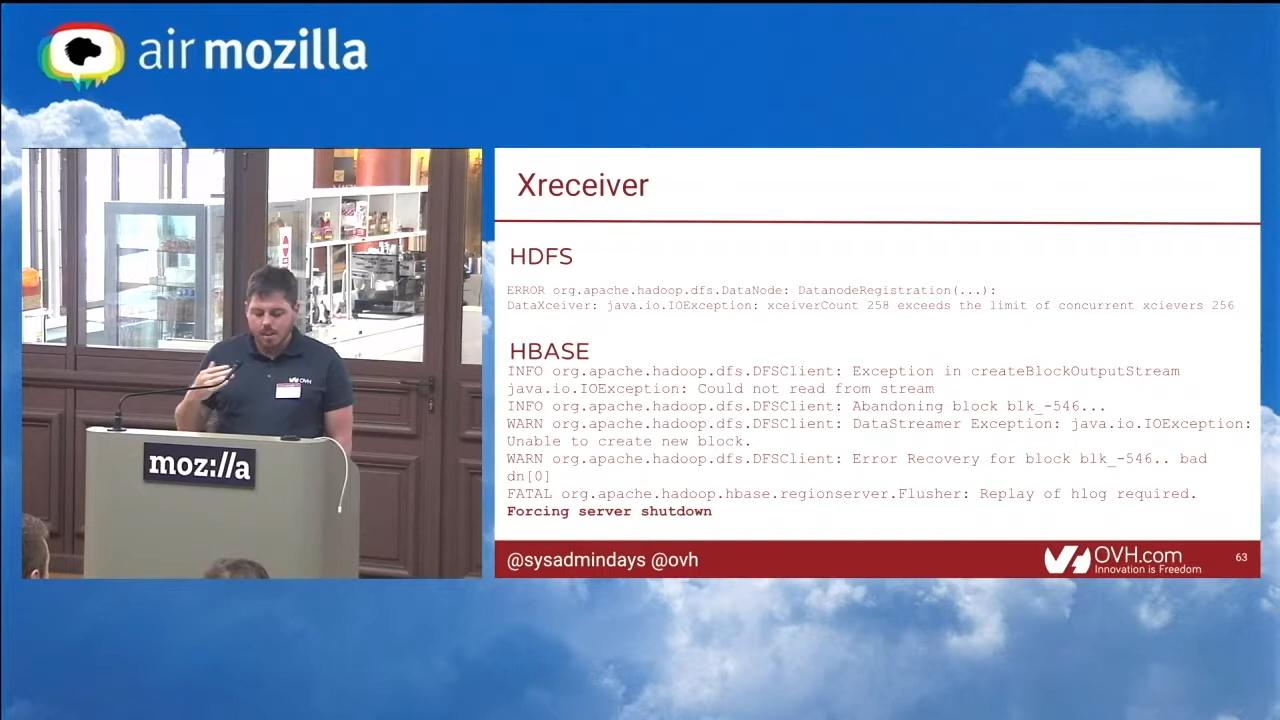 air mozilla
moz://a
OVH
Xreceiver
HDFS
ERROR org.apache.hadoop.dfs.DataNode: DatanodeRegistration(...):
DataXceiver: java.io.IOException: xceiverCount 258 exceeds the limit of concurrent xcievers 256
HBASE
INFO org.apache.hadoop.dfs.DFSClient: Exception in createBlockOutputStream
java.io.IOException: Could not read from stream
INFO org.apache.hadoop.dfs.DFSClient: Abandoning block blk_-546...
WARN org.apache.hadoop.dfs.DFSClient: DataStreamer Exception: java.io.IOException:
Unable to create new block.
WARN org.apache.hadoop.dfs.DFSClient: Error Recovery for block blk_-546.. bad
dn[0]
FATAL org.apache.hadoop.hbase.regionserver.Flusher: Replay of hlog required.
Forcing server shutdown
@sysadmindays @ovh
OVH.com
Innovation is Freedom
63